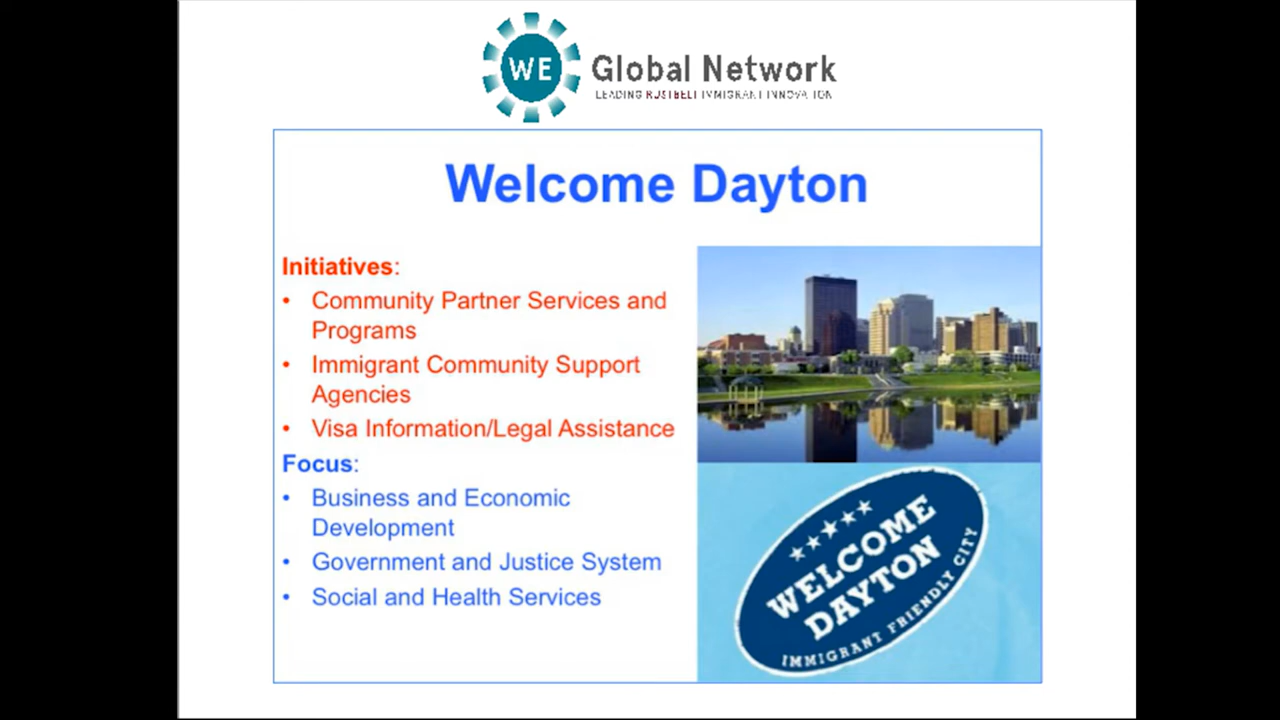 WE
Global Network
LEADING RUSTBELT IMMIGRANT INNOVATION
Welcome Dayton
Initiatives:
• Community Partner Services and
Programs
• Immigrant Community Support
Agencies
• Visa Information/Legal Assistance
Focus:
• Business and Economic
Development
• Government and Justice System
• Social and Health Services
WELCOME
DAYTON
IMMIGRANT FRIENDLY CITY